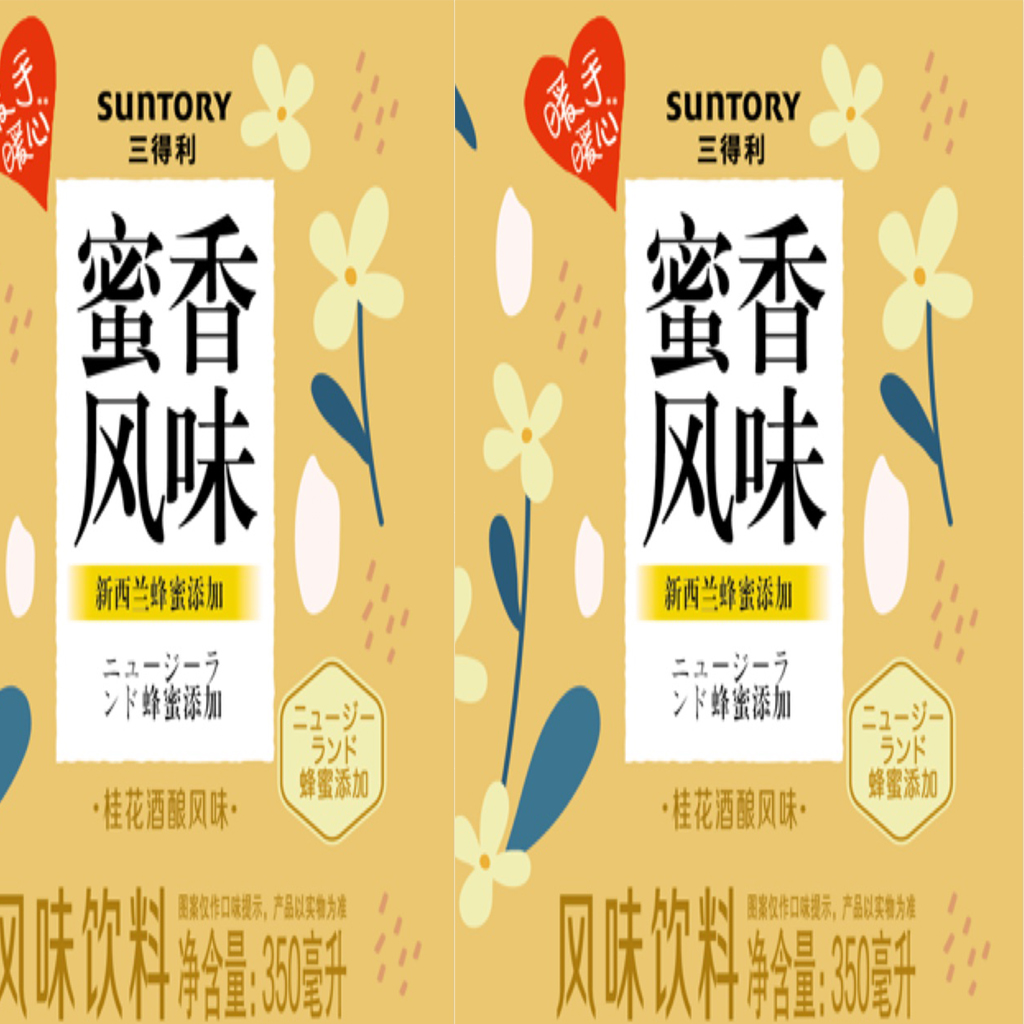 暖手
暖心
SUNTORY
三得利
蜜香
风味
新西兰蜂蜜添加
ニュージーラ
ンド蜂蜜添加
ニュージー
ランド
蜂蜜添加
·桂花酒酿风味·
风味饮料
图案仅作口味提示，产品以实物为准
净含量:350毫升
暖手
暖心
SUNTORY
三得利
蜜香
风味
新西兰蜂蜜添加
ニュージーラ
ンド蜂蜜添加
ニュージー
ランド
蜂蜜添加
·桂花酒酿风味·
风味饮料
图案仅作口味提示，产品以实物为准
净含量:350毫升